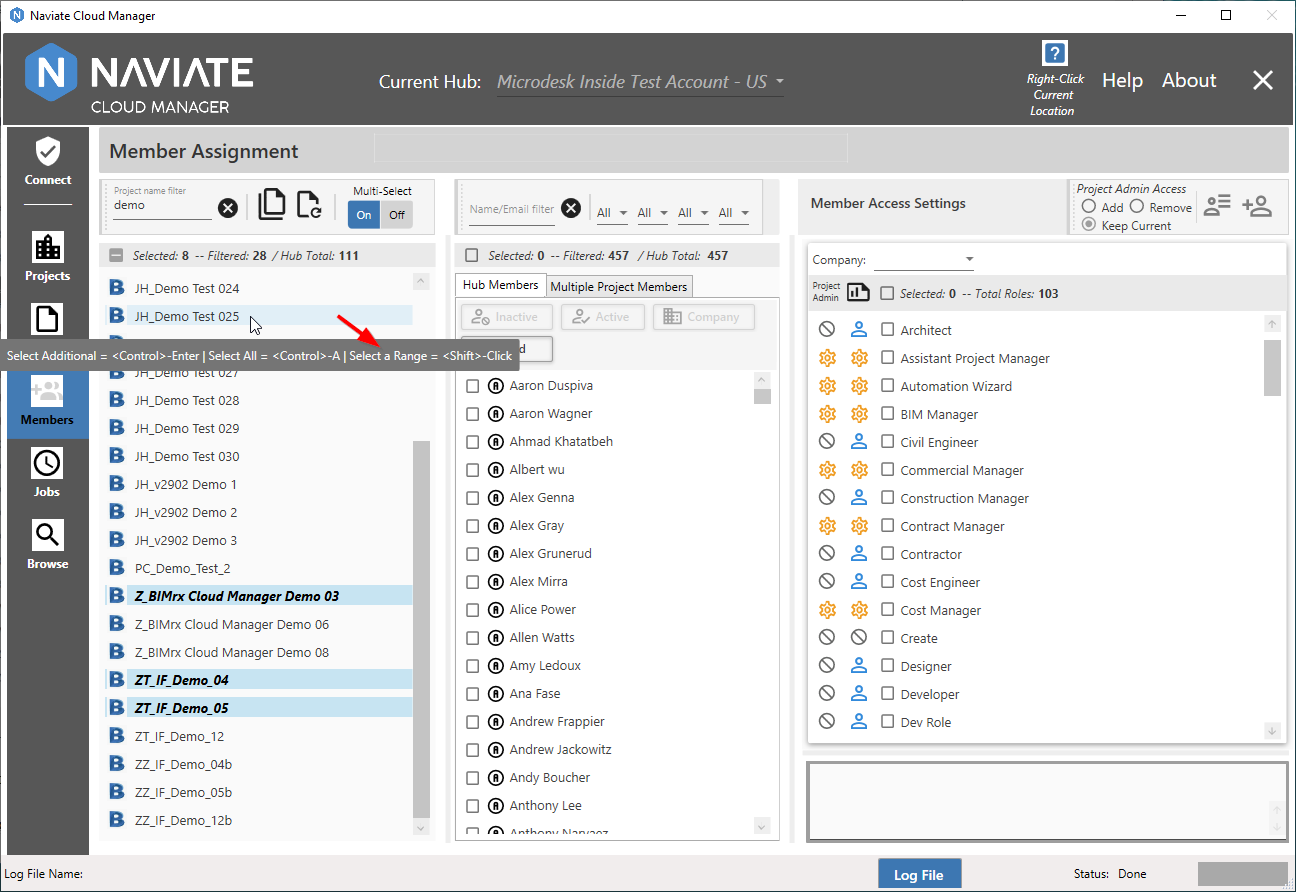 Naviate Cloud Manager
NAVIATE
CLOUD MANAGER
Current Hub: Microdesk Inside Test Account - US
Right-Click
Current
Location
Help
About
Connect
Projects
Members
Jobs
Browse
Member Assignment
Project name filter
demo
Multi-Select
On Off
Selected: 8 -- Filtered: 28 / Hub Total: 111
JH_Demo Test 024
JH_Demo Test 025
Select Additional = <Control>-Enter | Select All = <Control>-A | Select a Range = <Shift>-Click
JH_Demo Test 027
JH_Demo Test 028
JH_Demo Test 029
JH_Demo Test 030
JH_v2902 Demo 1
JH_v2902 Demo 2
JH_v2902 Demo 3
PC_Demo_Test_2
Z_BIMrx Cloud Manager Demo 03
Z_BIMrx Cloud Manager Demo 06
Z_BIMrx Cloud Manager Demo 08
ZT_IF_Demo_04
ZT_IF_Demo_05
ZT_IF_Demo_12
ZZ_IF_Demo_04b
ZZ_IF_Demo_05b
ZZ_IF_Demo_12b
Name/Email filter
All All All All
Selected: 0 -- Filtered: 457 / Hub Total: 457
Hub Members
Multiple Project Members
Inactive
Active
Company
Aaron Duspiva
Aaron Wagner
Ahmad Khatatbeh
Albert wu
Alex Genna
Alex Gray
Alex Grunerud
Alex Mirra
Alice Power
Allen Watts
Amy Ledoux
Ana Fase
Andrew Frappier
Andrew Jackowitz
Andy Boucher
Anthony Lee
Anthony Narvaez
Member Access Settings
Project Admin Access
Add Remove
Keep Current
Company:
Project
Admin
Selected: 0 -- Total Roles: 103
Architect
Assistant Project Manager
Automation Wizard
BIM Manager
Civil Engineer
Commercial Manager
Construction Manager
Contract Manager
Contractor
Cost Engineer
Cost Manager
Create
Designer
Developer
Dev Role
Log File Name:
Log File
Status: Done